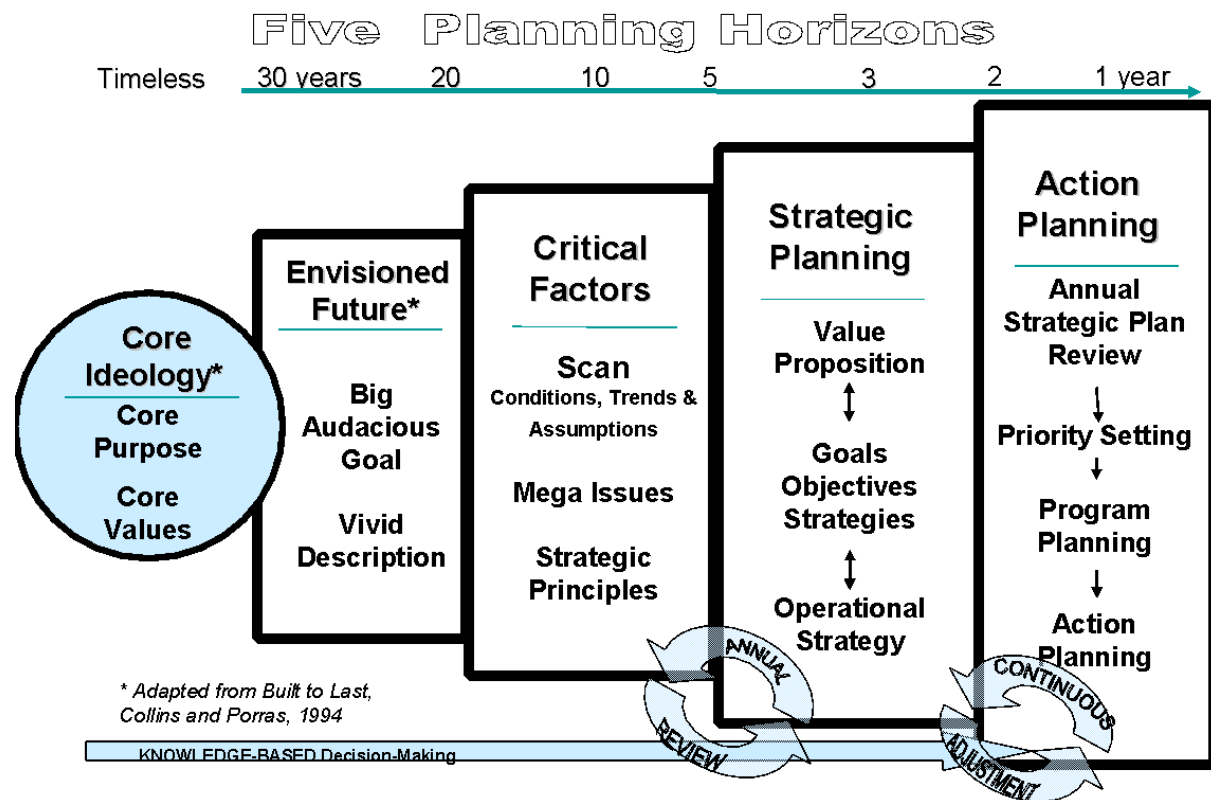 Five Planning Horizons
Timeless 30 years 20 10 5 3 2 1 year
Core
Ideology*
Core
Purpose
Core
Values
Envisioned
Future*
Big
Audacious
Goal
Vivid
Description
Critical
Factors
Scan
Conditions, Trends &
Assumptions
Mega Issues
Strategic
Principles
Strategic
Planning
Value
Proposition
Goals
Objectives
Strategies
Operational
Strategy
Action
Planning
Annual
Strategic Plan
Review
Priority Setting
Program
Planning
Action
Planning
ANNUAL
REVIEW
CONTINUOUS
ADJUSTMENT
* Adapted from Built to Last,
Collins and Porras, 1994
KNOWLEDGE-BASED Decision-Making